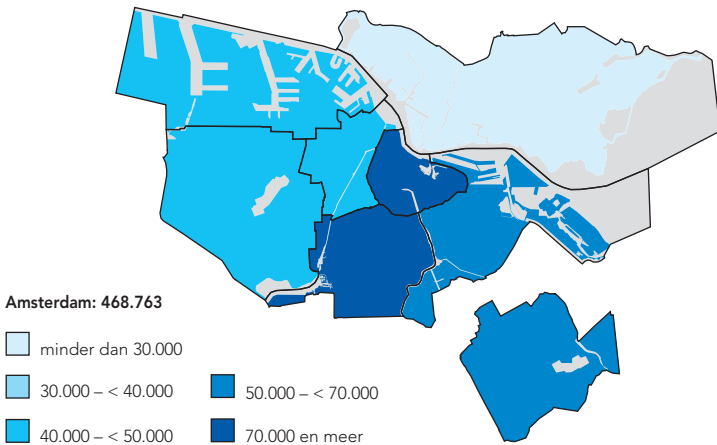 Amsterdam: 468.763
minder dan 30.000
30.000 – < 40.000
40.000 – < 50.000
50.000 – < 70.000
70.000 en meer